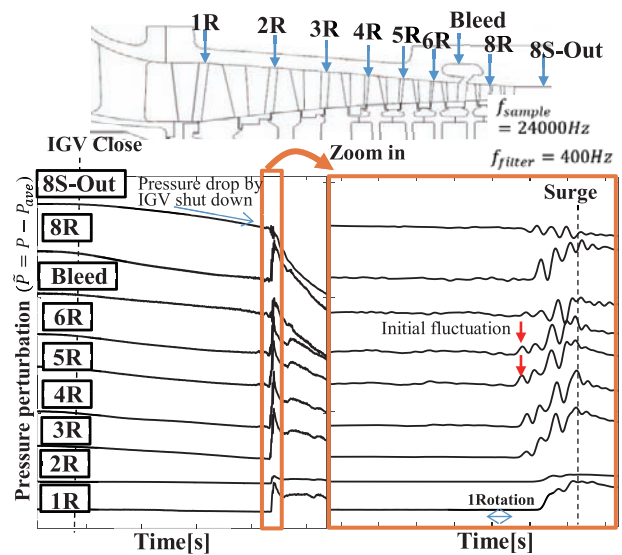 Bleed
1R 2R 3R 4R 5R 6R 8R 8S-Out
f_sample
= 24000Hz
f_filter = 400Hz
IGV Close
Zoom in
8S-Out
Pressure drop by
IGV shut down
Surge
8R
Bleed
6R
Initial fluctuation
5R
4R
3R
2R
1R
1Rotation
Pressure perturbation (P̃ = P − P_ave)
Time[s]
Time[s]